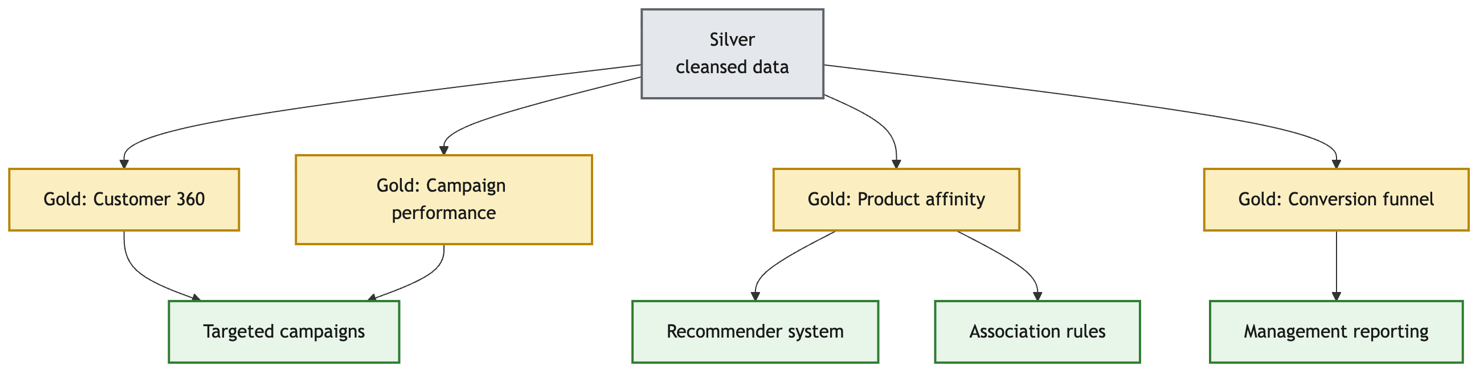 Silver
cleansed data
Gold: Customer 360
Gold: Campaign
performance
Gold: Product affinity
Gold: Conversion funnel
Targeted campaigns
Recommender system
Association rules
Management reporting